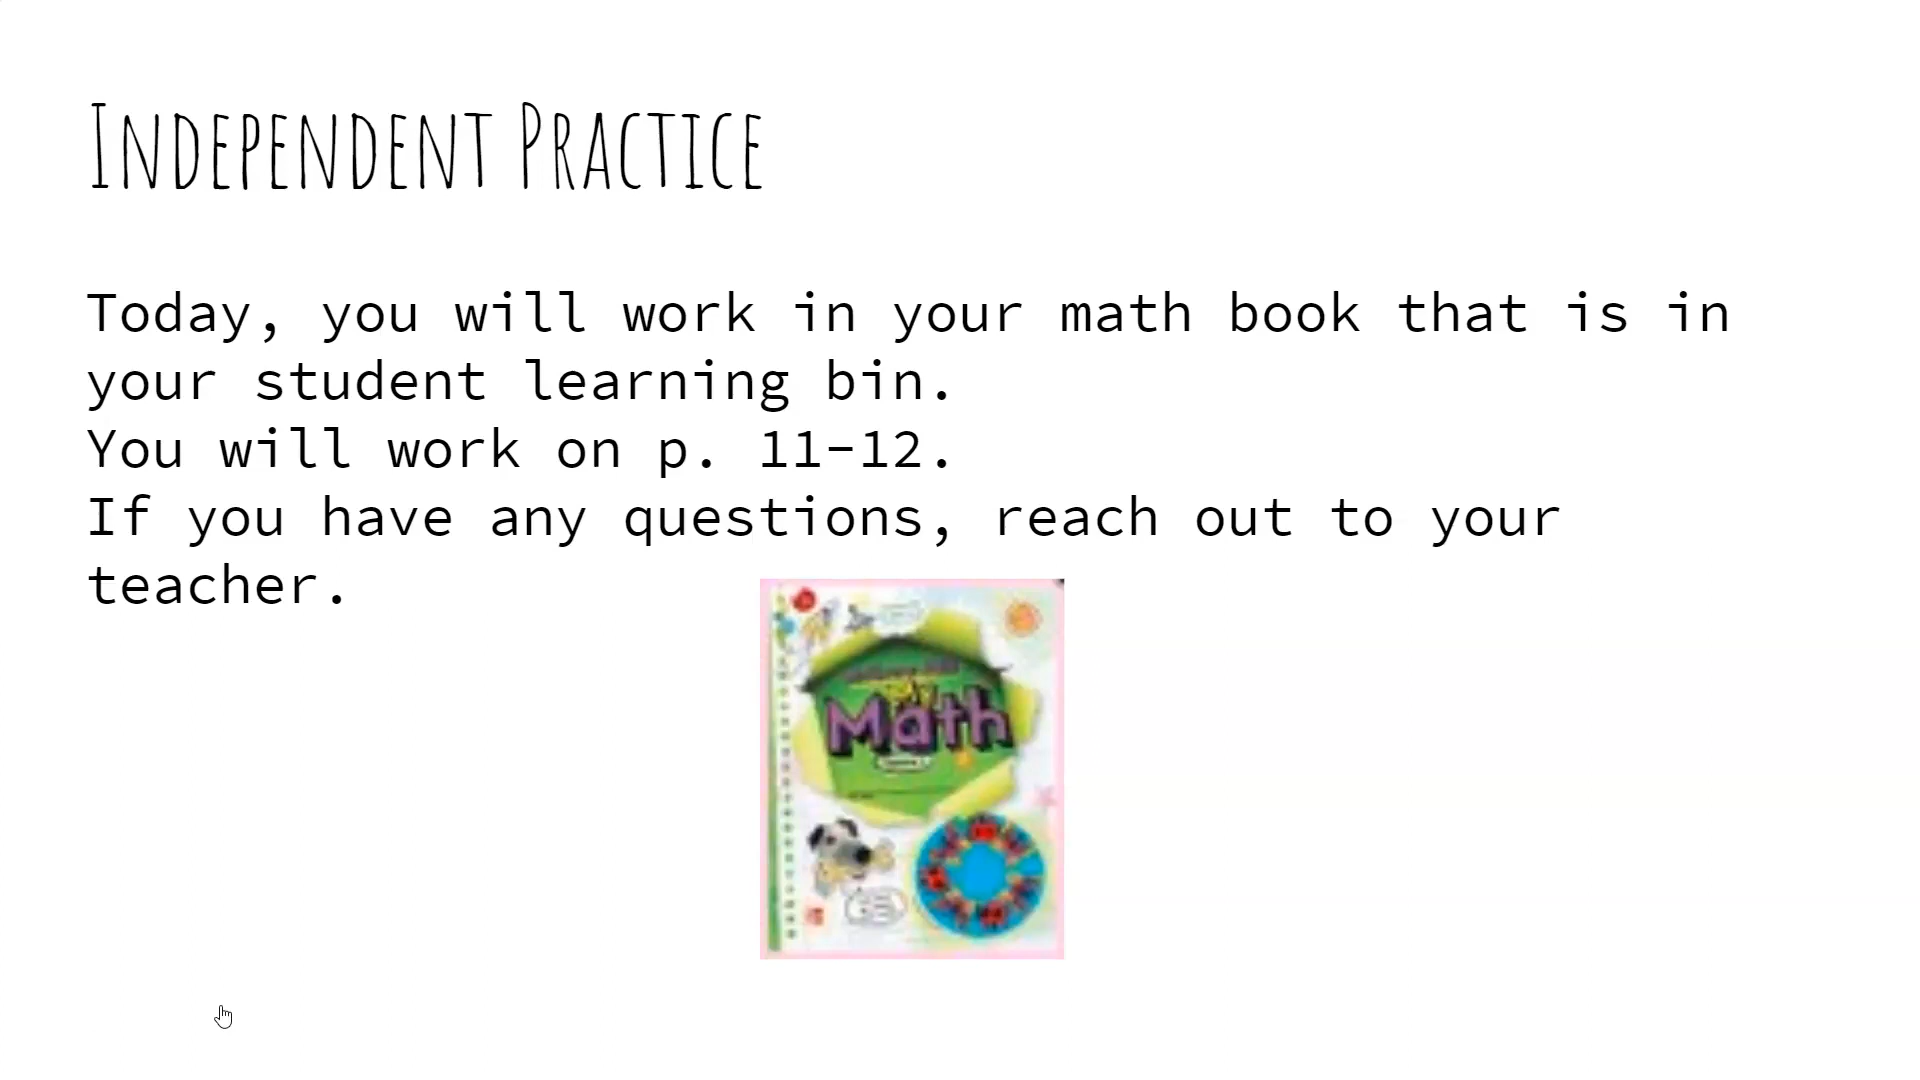 Independent Practice
Today, you will work in your math book that is in
your student learning bin.
You will work on p. 11-12.
If you have any questions, reach out to your
teacher.
My
Math